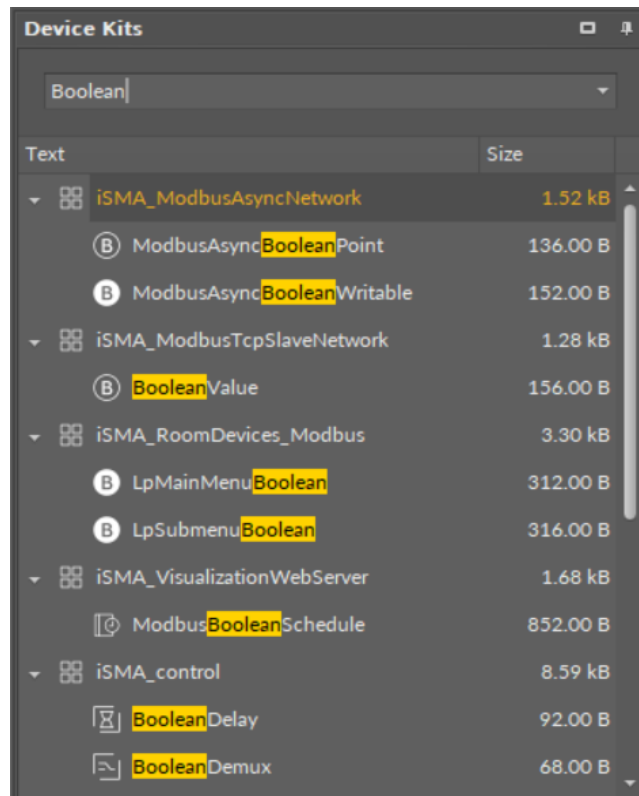 Device Kits
Boolean
Text Size
iSMA_ModbusAsyncNetwork 1.52 kB
B ModbusAsyncBooleanPoint 136.00 B
B ModbusAsyncBooleanWritable 152.00 B
iSMA_ModbusTcpSlaveNetwork 1.28 kB
B BooleanValue 156.00 B
iSMA_RoomDevices_Modbus 3.30 kB
B LpMainMenuBoolean 312.00 B
B LpSubmenuBoolean 316.00 B
iSMA_VisualizationWebServer 1.68 kB
ModbusBooleanSchedule 852.00 B
iSMA_control 8.59 kB
BooleanDelay 92.00 B
BooleanDemux 68.00 B